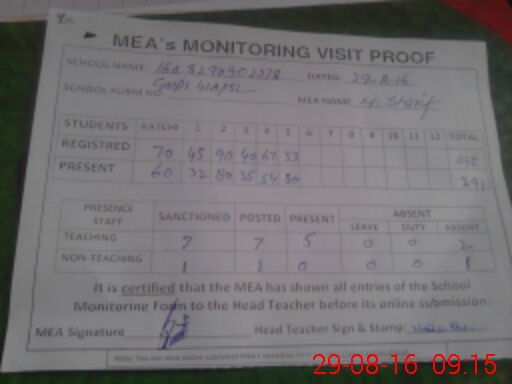 MEA's MONITORING VISIT PROOF
SCHOOL NAME: DATED: 29-8-16
SCHOOL FORM NO GMPS MEA NAME M. Sharif
STUDENTS KATCHI 1 2 3 4 5 6 7 8 9 10 11 12 TOTAL
REGISTRED 70 45 90 40 67 33
PRESENT 60 32 80 35 54 30 291
PRESENCE STAFF SANCTIONED POSTED PRESENT ABSENT
LEAVE DUTY ABSENT
TEACHING 7 7 5 0 0 2
NON-TEACHING 1 1 0 0 0 1
It is certified that the MEA has shown all entries of the School
Monitoring Form to the Head Teacher before its online submission.
MEA Signature Head Teacher Sign & Stamp
29-08-16 09:15